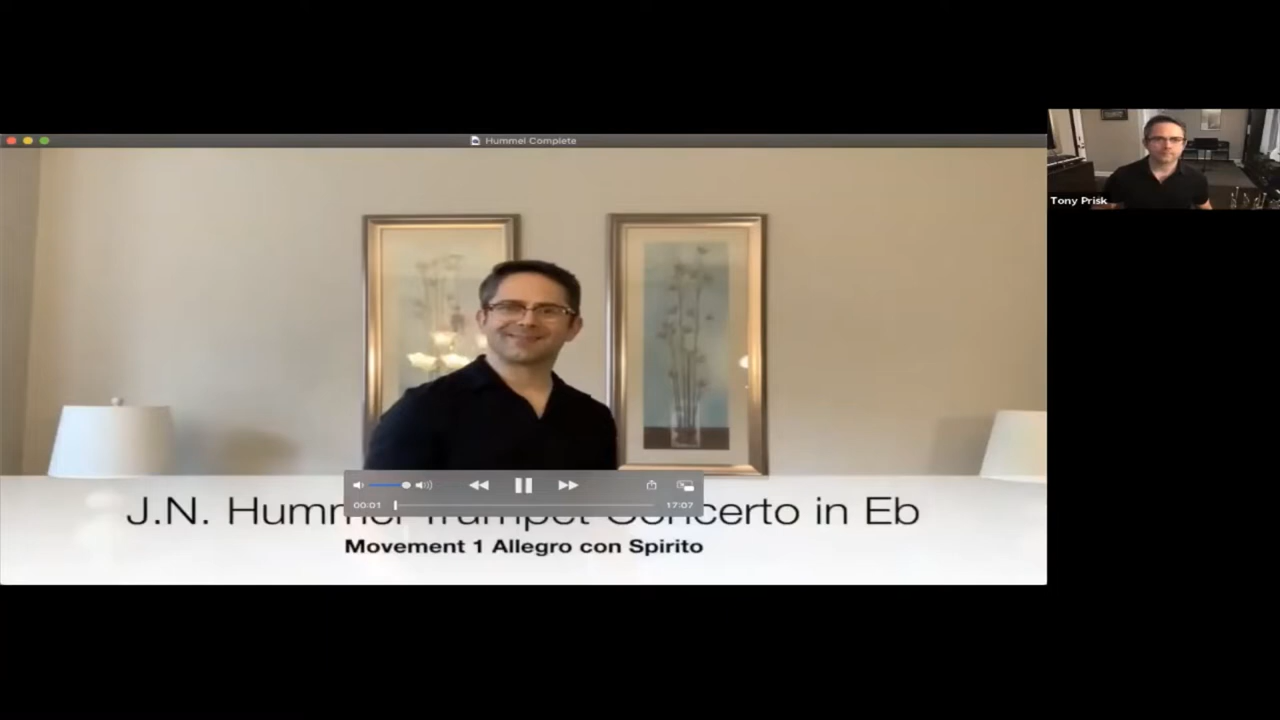 Hummel Complete
Tony Prisk
00:01
17:07
J.N. Hummel Trumpet Concerto in Eb
Movement 1 Allegro con Spirito